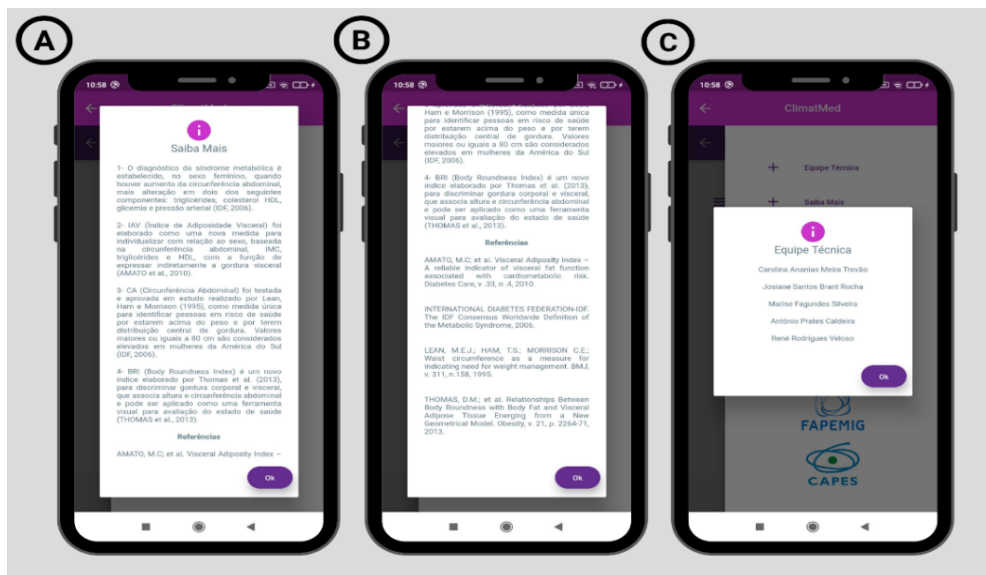 A
10:58
ClimatMed
Saiba Mais
1- O diagnóstico da síndrome metabólica é
estabelecido, no sexo feminino, quando
houver aumento da circunferência abdominal,
mais alteração em dois dos seguintes
componentes: triglicérides, colesterol HDL,
glicemia e pressão arterial (IDF, 2006).
2- IAV (Índice de Adiposidade Visceral) foi
elaborado como uma nova medida para
individualizar com relação ao sexo, baseada
na circunferência abdominal, IMC,
triglicérides e HDL, com a função de
expressar indiretamente a gordura visceral
(AMATO et al., 2010).
3- CA (Circunferência Abdominal) foi testada
e aprovada em estudo realizado por Lean,
Ham e Morrison (1995), como medida única
para identificar pessoas em risco de saúde
por estarem acima do peso e por terem
distribuição central de gordura. Valores
maiores ou iguais a 80 cm são considerados
elevados em mulheres da América do Sul
(IDF, 2006).
4- BRI (Body Roundness Index) é um novo
índice elaborado por Thomas et al. (2013),
para discriminar gordura corporal e visceral,
que associa altura e circunferência abdominal
e pode ser aplicado como uma ferramenta
visual para avaliação do estado de saúde
(THOMAS et al., 2013).
Referências
AMATO, M.C; et al. Visceral Adiposity Index –
Ok
B
10:58
Ham e Morrison (1995), como medida única
para identificar pessoas em risco de saúde
por estarem acima do peso e por terem
distribuição central de gordura. Valores
maiores ou iguais a 80 cm são considerados
elevados em mulheres da América do Sul
(IDF, 2006).
4- BRI (Body Roundness Index) é um novo
índice elaborado por Thomas et al. (2013),
para discriminar gordura corporal e visceral,
que associa altura e circunferência abdominal
e pode ser aplicado como uma ferramenta
visual para avaliação do estado de saúde
(THOMAS et al., 2013).
Referências
AMATO, M.C; et al. Visceral Adiposity Index –
A reliable indicator of visceral fat function
associated with cardiometabolic risk.
Diabetes Care, v .33, n .4, 2010.
INTERNATIONAL DIABETES FEDERATION-IDF.
The IDF Consensus Worldwide Definition of
the Metabolic Syndrome, 2006.
LEAN, M.E.J.; HAM, T.S.; MORRISON C.E.;
Waist circumference as a measure for
indicating need for weight management. BMJ,
v. 311, n.158, 1995.
THOMAS, D.M.; et al. Relationships Between
Body Roundness with Body Fat and Visceral
Adipose Tissue Energing from a New
Geometrical Model. Obesity, v. 21, p. 2264-71,
2013.
Ok
C
10:58
ClimatMed
+ Equipe Técnica
+ Saiba Mais
Equipe Técnica
Carolina Ananias Meira Trovão
Josiane Santos Brant Rocha
Marise Fagundes Silveira
Antônio Prates Caldeira
Renê Rodrigues Veloso
Ok
FAPEMIG
CAPES